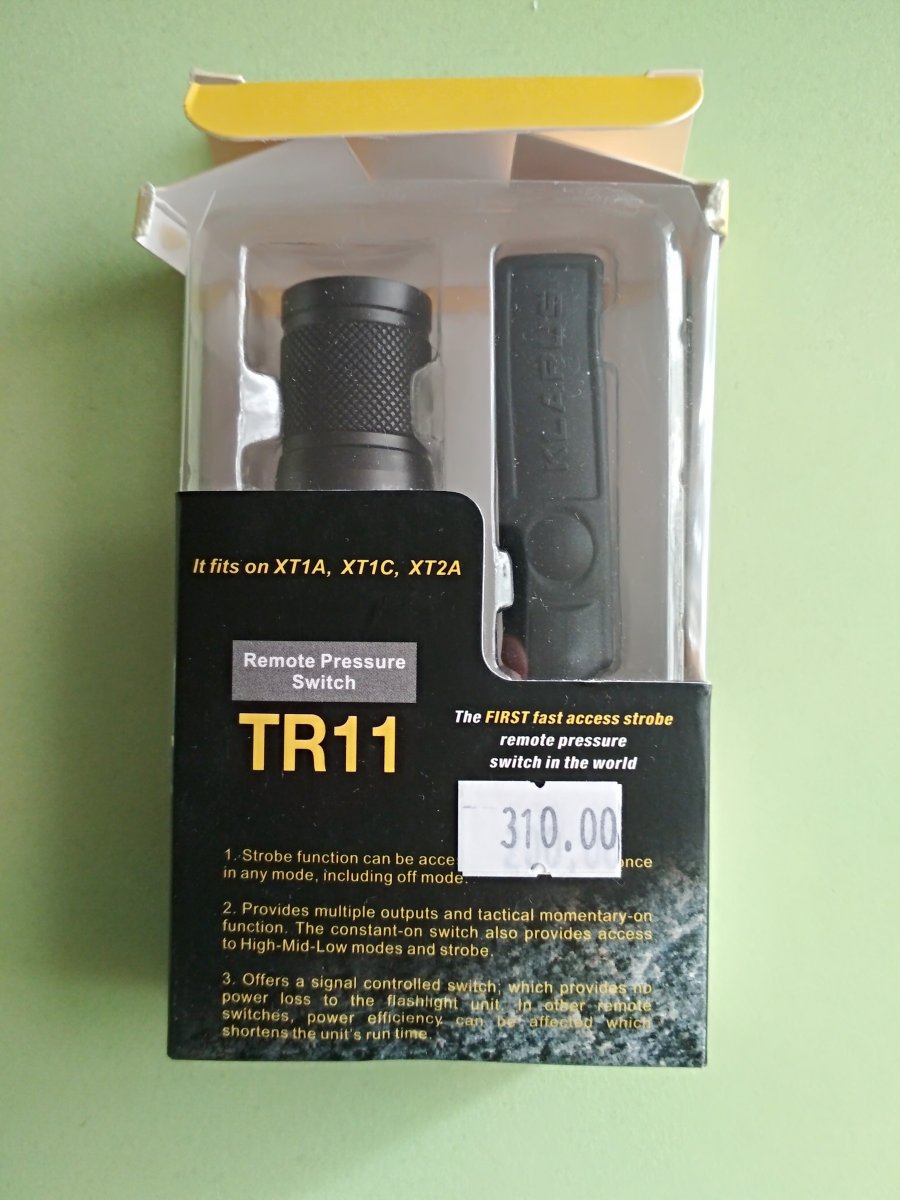 KLARUS
It fits on XT1A, XT1C, XT2A
Remote Pressure
Switch
TR11
The FIRST fast access strobe
remote pressure
switch in the world
310.00
1. Strobe function can be
in any mode, including off mode.
2. Provides multiple outputs and tactical momentary-on
function. The constant-on switch also provides access
to High-Mid-Low modes and strobe.
3. Offers a signal controlled switch, which provides no
power loss to the flashlight unit. In other remote
switches, power efficiency can be affected which
shortens the unit's run time.